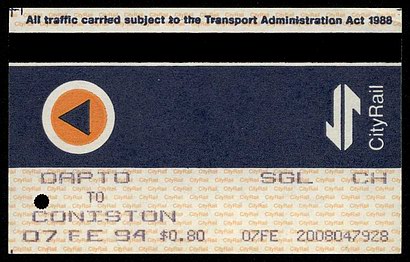 All traffic carried subject to the Transport Administration Act 1988
CityRail
DAPTO SGL CH
TO
CONISTON
07 FE 94 $0.80 07FE 2008047928